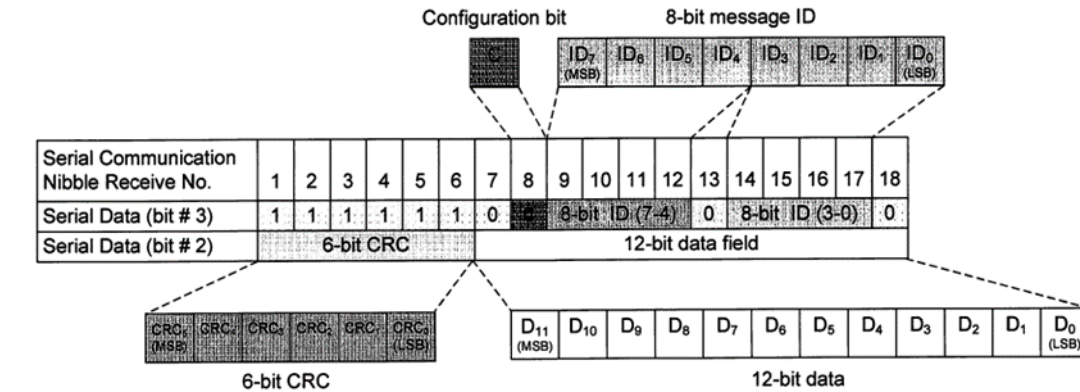 Configuration bit 8-bit message ID
C ID7 ID6 ID5 ID4 ID3 ID2 ID1 ID0
(MSB) (LSB)
Serial Communication
Nibble Receive No. 1 2 3 4 5 6 7 8 9 10 11 12 13 14 15 16 17 18
Serial Data (bit # 3) 1 1 1 1 1 1 0 8-bit ID (7-4) 0 8-bit ID (3-0) 0
Serial Data (bit # 2) 6-bit CRC 12-bit data field
CRC5 CRC4 CRC3 CRC2 CRC1 CRC0
(MSB) (LSB)
D11 D10 D9 D8 D7 D6 D5 D4 D3 D2 D1 D0
(MSB) (LSB)
6-bit CRC 12-bit data